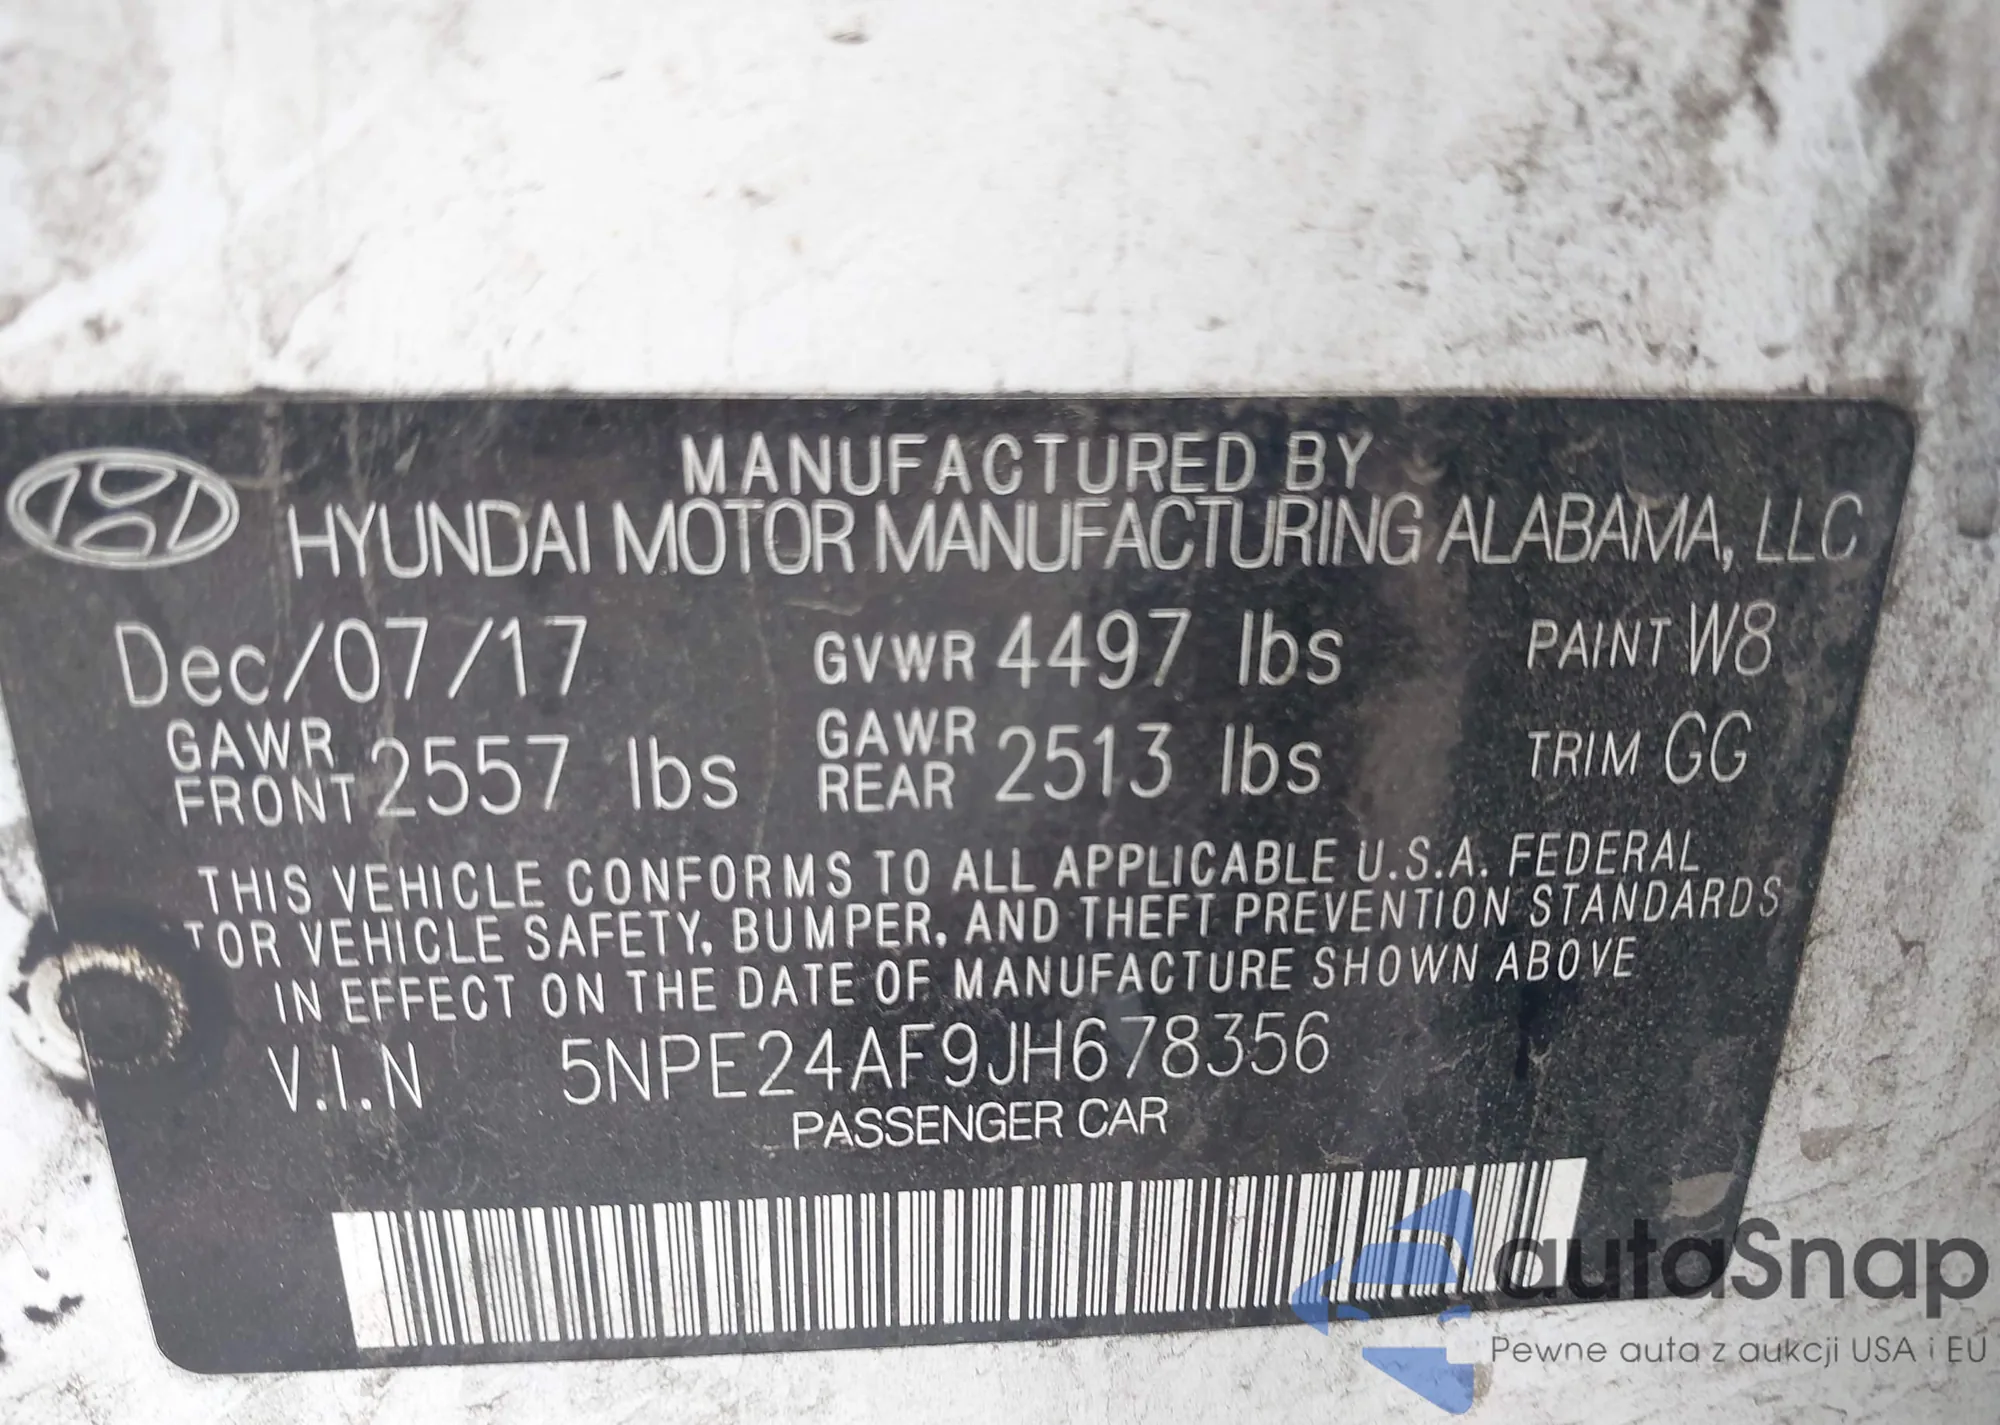 MANUFACTURED BY
HYUNDAI MOTOR MANUFACTURING ALABAMA, LLC
Dec/07/17 GVWR 4497 lbs PAINT W8
GAWR FRONT 2557 lbs GAWR REAR 2513 lbs TRIM GG
THIS VEHICLE CONFORMS TO ALL APPLICABLE U.S.A. FEDERAL
TOR VEHICLE SAFETY, BUMPER, AND THEFT PREVENTION STANDARDS
IN EFFECT ON THE DATE OF MANUFACTURE SHOWN ABOVE
V.I.N 5NPE24AF9JH678356
PASSENGER CAR
autaSnap
Pewne auta z aukcji USA i EU